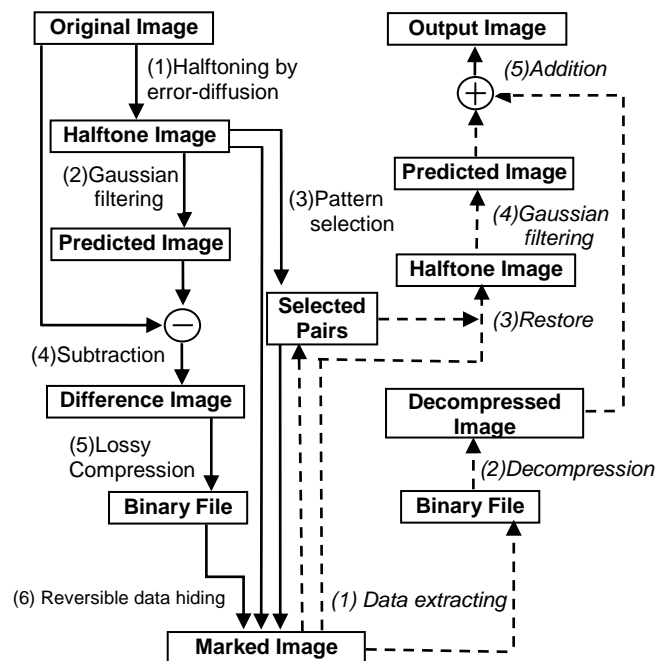 Original Image
(1)Halftoning by
error-diffusion
Halftone Image
(2)Gaussian
filtering
(3)Pattern
selection
Predicted Image
−
Selected
Pairs
(4)Subtraction
Difference Image
(5)Lossy
Compression
Binary File
(6) Reversible data hiding
Marked Image
Output Image
(5)Addition
+
Predicted Image
(4)Gaussian
filtering
Halftone Image
(3)Restore
Decompressed
Image
(2)Decompression
Binary File
(1) Data extracting